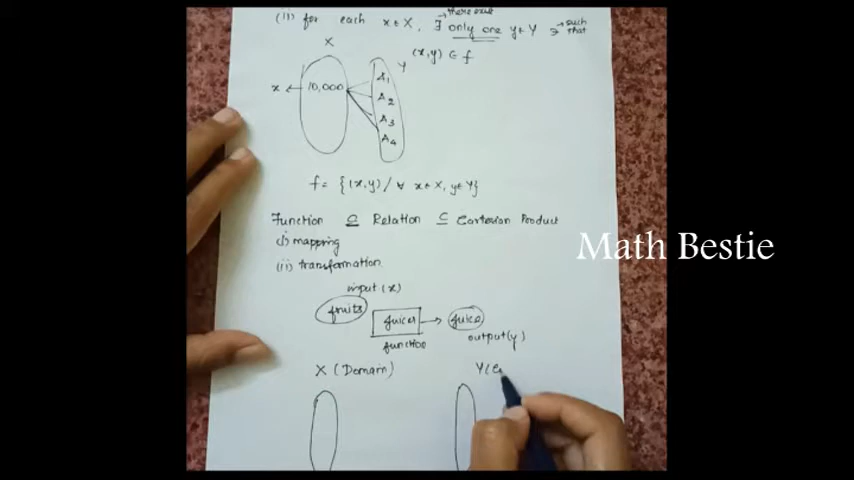 (ii) for each x ∈ X, ∃ only one y ∈ Y ∋
→ there exist
→ such that
(x,y) ∈ f
X
Y
x ← 10,000
A1
A2
A3
A4
f = {(x,y) / ∀ x ∈ X, y ∈ Y}
Function ⊆ Relation ⊆ Cartesian Product
(i) mapping
(ii) transformation
Math Bestie
input (x)
fruits
juicer → juice
function
output (y)
X (Domain)
Y (